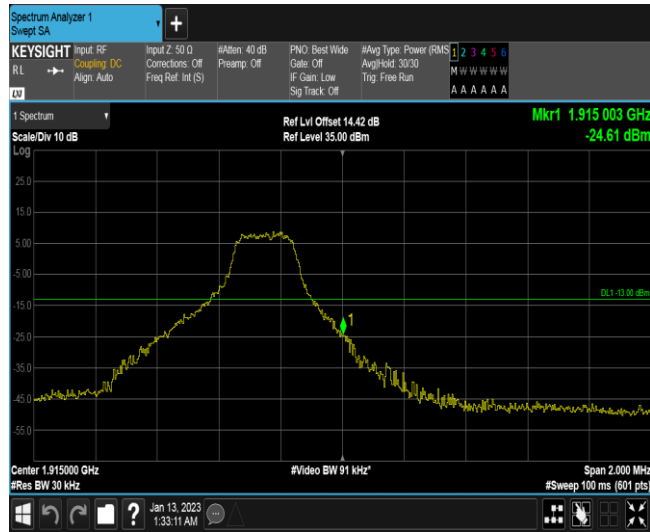 Spectrum Analyzer 1
Swept SA
+
KEYSIGHT
RL
LXI
Input: RF
Coupling: DC
Align: Auto
Input Z: 50 Ω
Corrections: Off
Freq Ref: Int (S)
#Atten: 40 dB
Preamp: Off
PNO: Best Wide
Gate: Off
IF Gain: Low
Sig Track: Off
#Avg Type: Power (RMS
Avg|Hold: 30/30
Trig: Free Run
1 2 3 4 5 6
M W W W W W
A A A A A A
1 Spectrum
Scale/Div 10 dB
Ref Lvl Offset 14.42 dB
Ref Level 35.00 dBm
Mkr1 1.915 003 GHz
-24.61 dBm
Log
25.0
15.0
5.00
-5.00
DL1 -13.00 dBm
-15.0
1
-25.0
-35.0
-45.0
-55.0
Center 1.915000 GHz
#Res BW 30 kHz
#Video BW 91 kHz*
Span 2.000 MHz
#Sweep 100 ms (601 pts)
?
Jan 13, 2023
1:33:11 AM